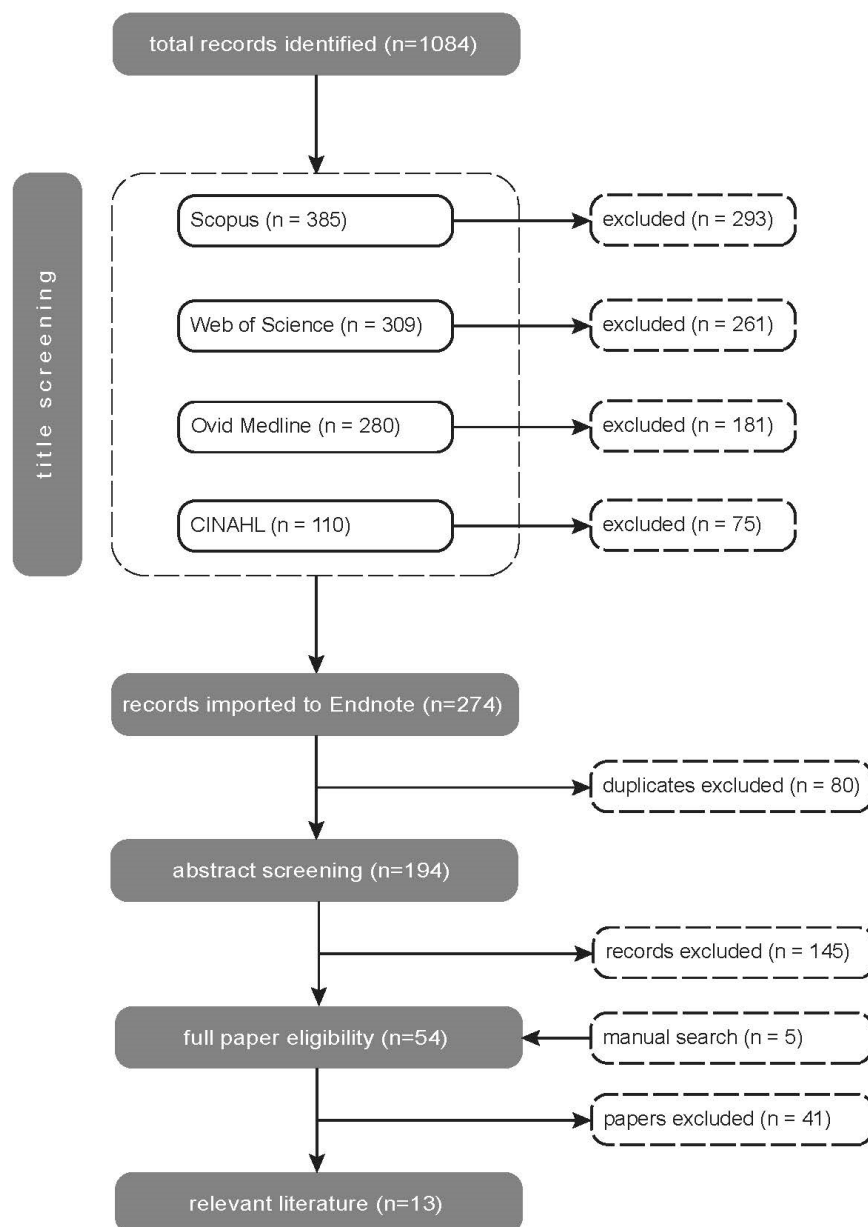 total records identified (n=1084)
title screening
Scopus (n = 385)
excluded (n = 293)
Web of Science (n = 309)
excluded (n = 261)
Ovid Medline (n = 280)
excluded (n = 181)
CINAHL (n = 110)
excluded (n = 75)
records imported to Endnote (n=274)
duplicates excluded (n = 80)
abstract screening (n=194)
records excluded (n = 145)
full paper eligibility (n=54)
manual search (n = 5)
papers excluded (n = 41)
relevant literature (n=13)